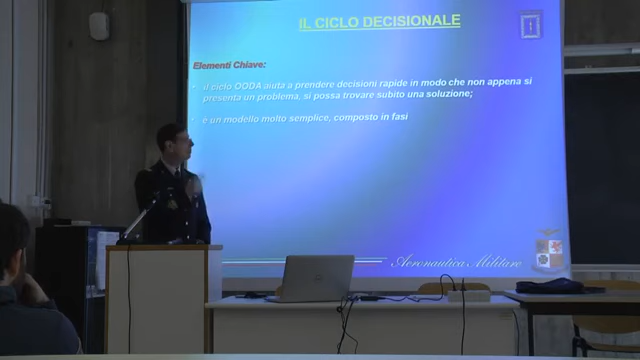 IL CICLO DECISIONALE
Elementi Chiave:
il ciclo OODA aiuta a prendere decisioni rapide in modo che non appena si
presenta un problema, si possa trovare subito una soluzione;
è un modello molto semplice, composto in fasi
Aeronautica Militare